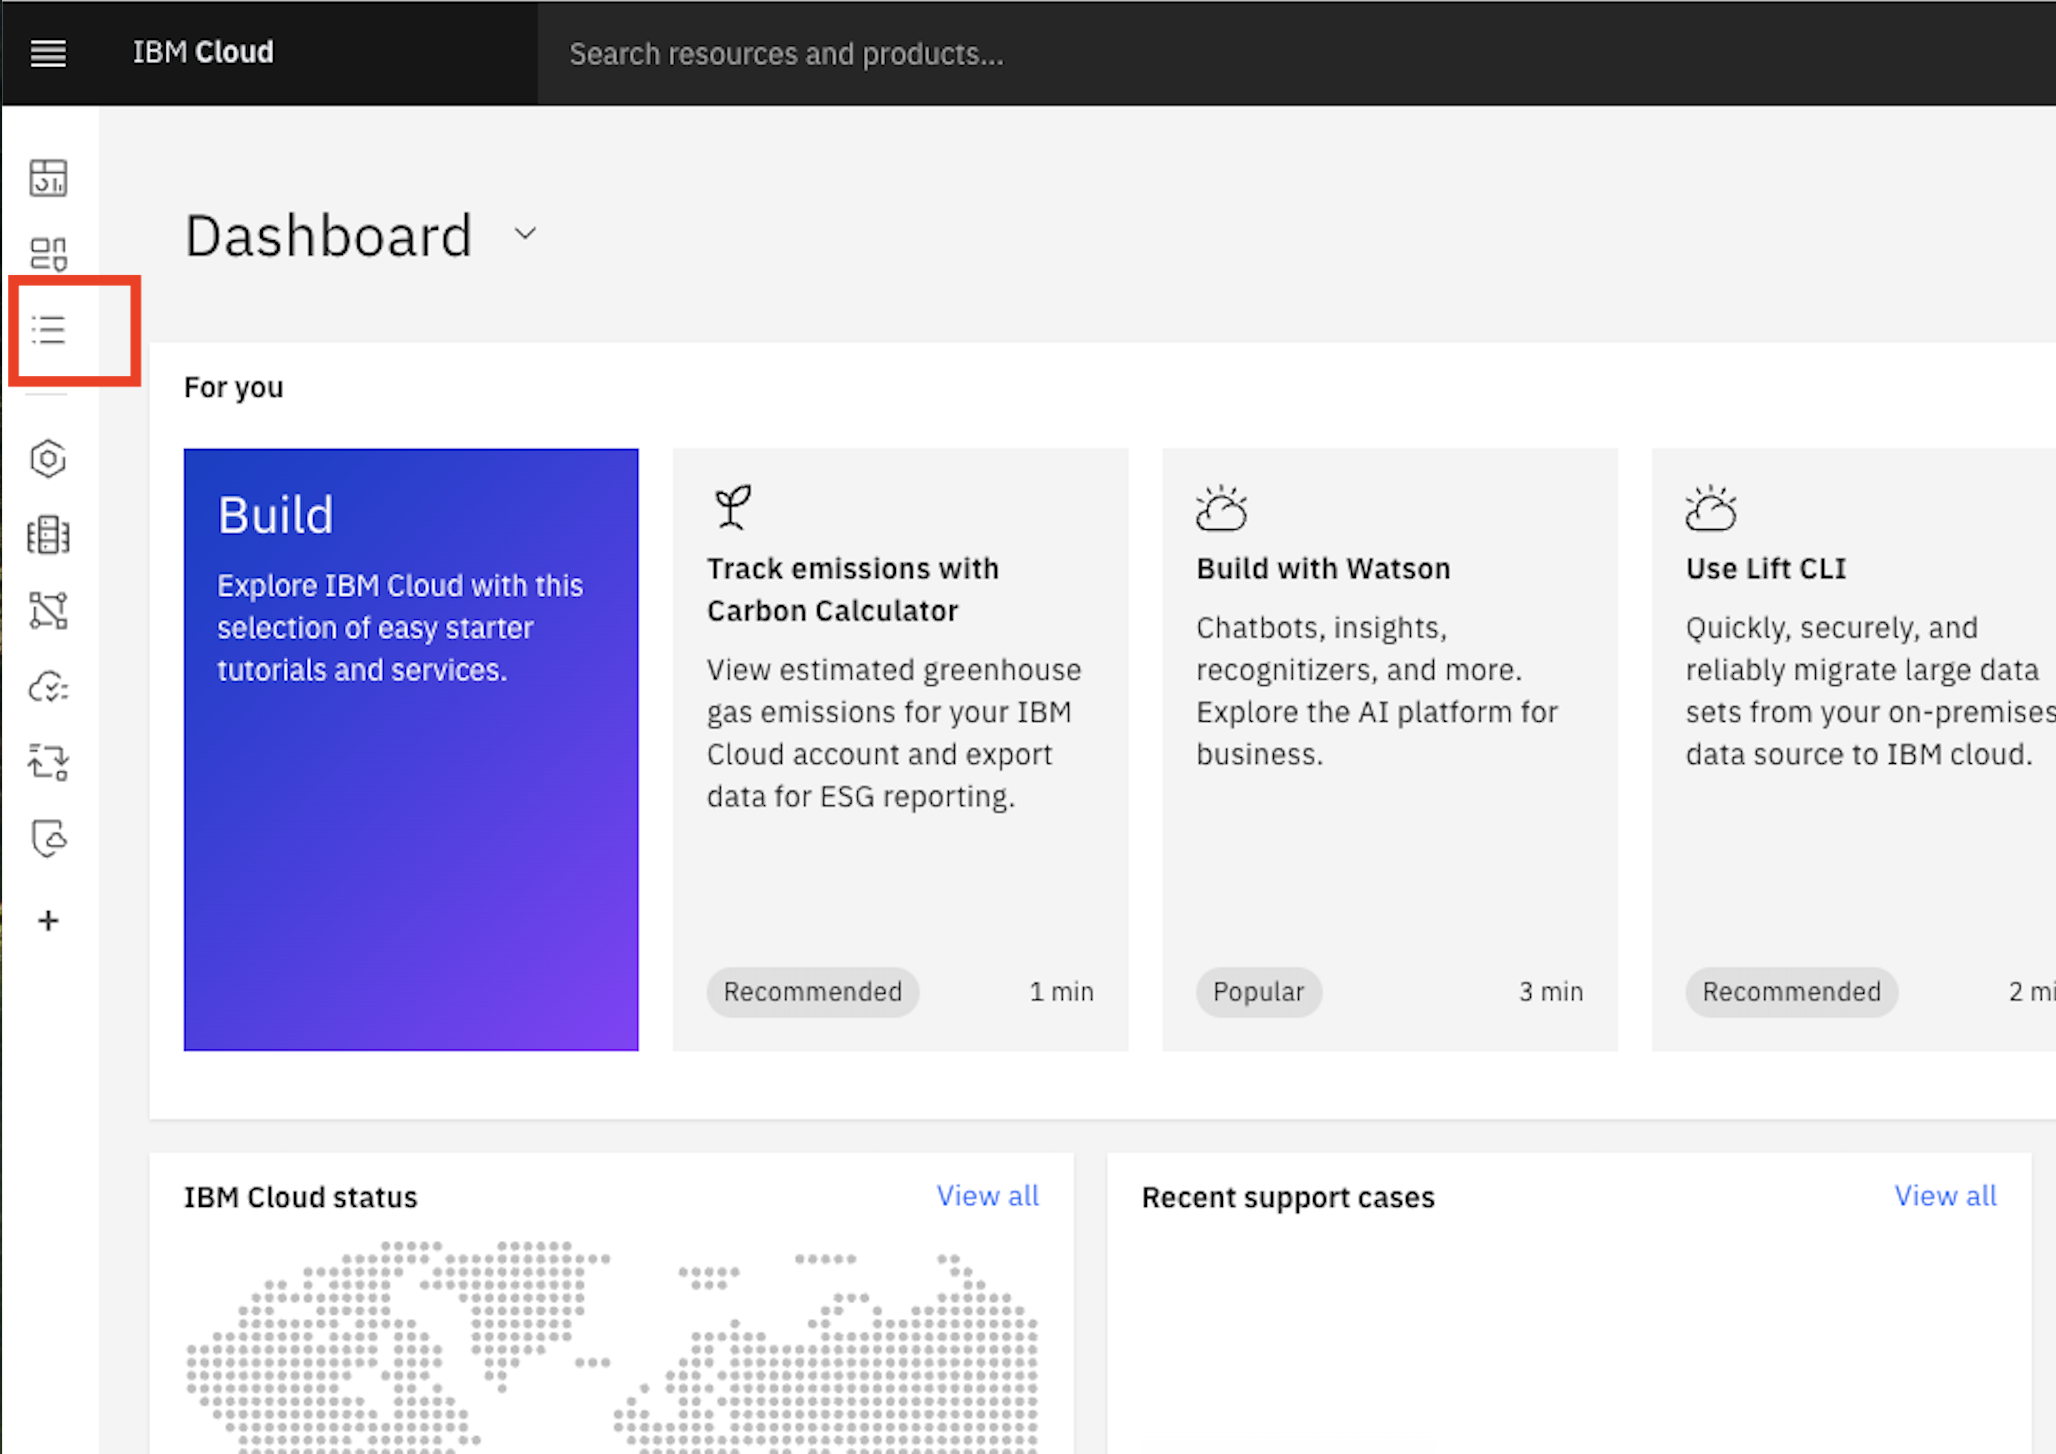 IBM Cloud
Search resources and products...
Dashboard
For you
Build
Explore IBM Cloud with this
selection of easy starter
tutorials and services.
Track emissions with
Carbon Calculator
View estimated greenhouse
gas emissions for your IBM
Cloud account and export
data for ESG reporting.
Recommended
1 min
Build with Watson
Chatbots, insights,
recognitizers, and more.
Explore the AI platform for
business.
Popular
3 min
Use Lift CLI
Quickly, securely, and
reliably migrate large data
sets from your on-premises
data source to IBM cloud.
Recommended
2 mi
IBM Cloud status
View all
Recent support cases
View all